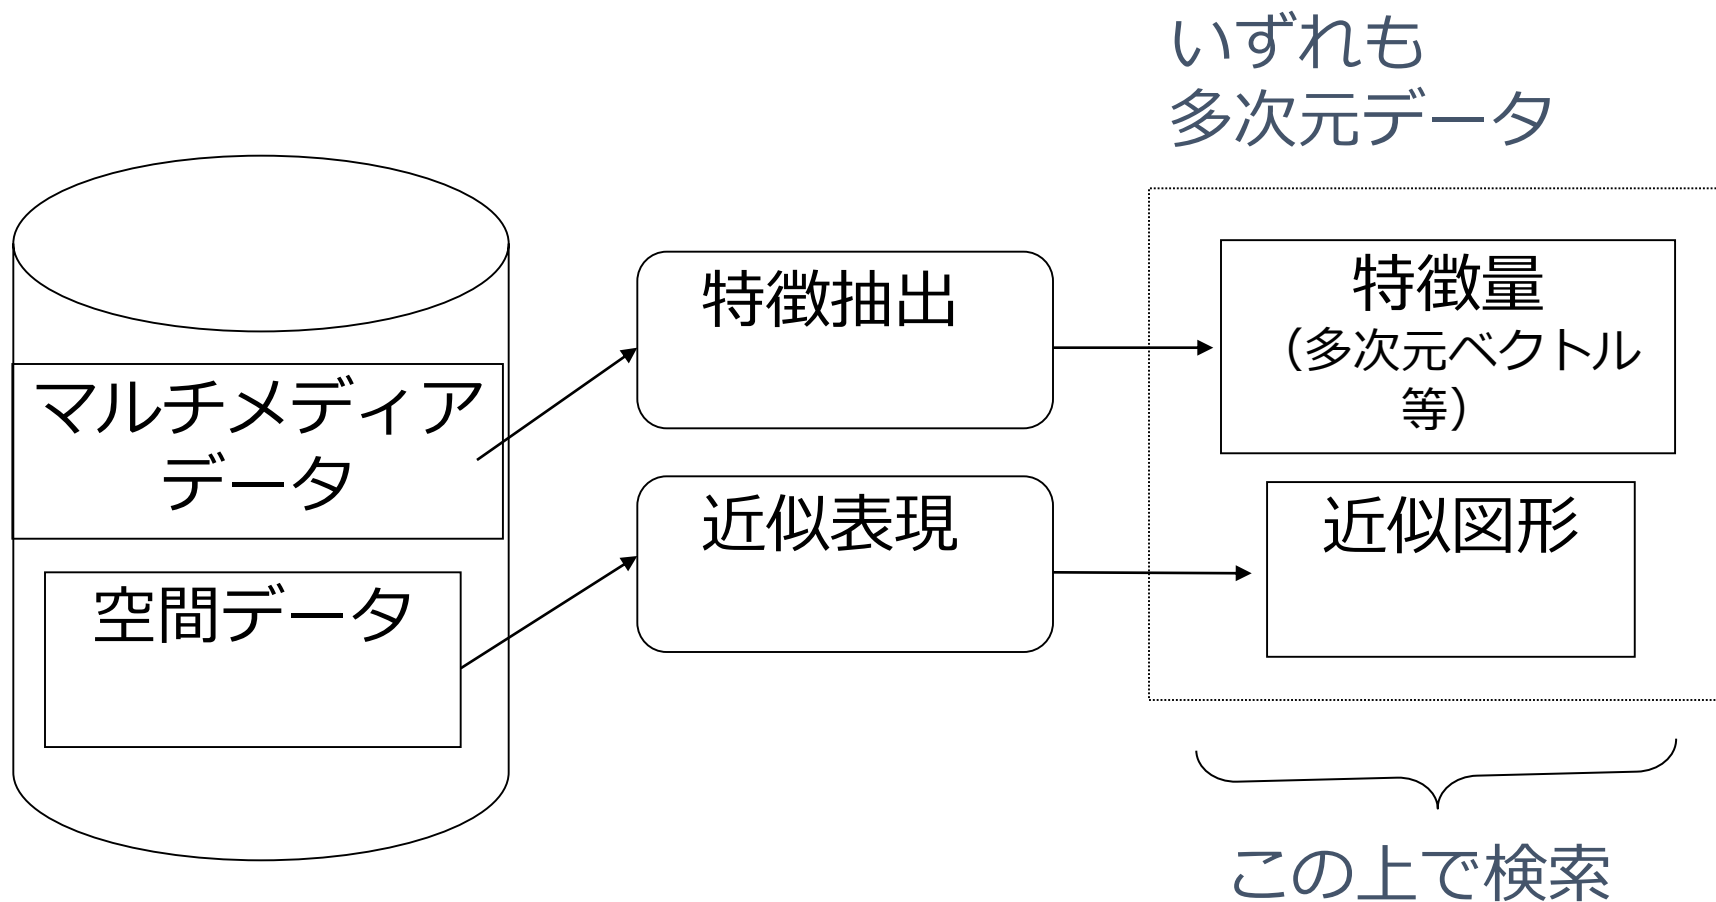 いずれも
多次元データ
マルチメディア
データ
空間データ
特徴抽出
近似表現
特徴量
（多次元ベクトル
等）
近似図形
この上で検索